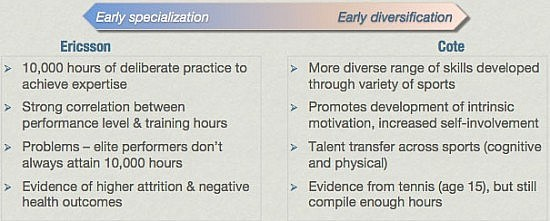 Early specialization
Early diversification
Ericsson
➢ 10,000 hours of deliberate practice to
achieve expertise
➢ Strong correlation between
performance level & training hours
➢ Problems – elite performers don't
always attain 10,000 hours
➢ Evidence of higher attrition & negative
health outcomes
Cote
➢ More diverse range of skills developed
through variety of sports
➢ Promotes development of intrinsic
motivation, increased self-involvement
➢ Talent transfer across sports (cognitive
and physical)
➢ Evidence from tennis (age 15), but still
compile enough hours